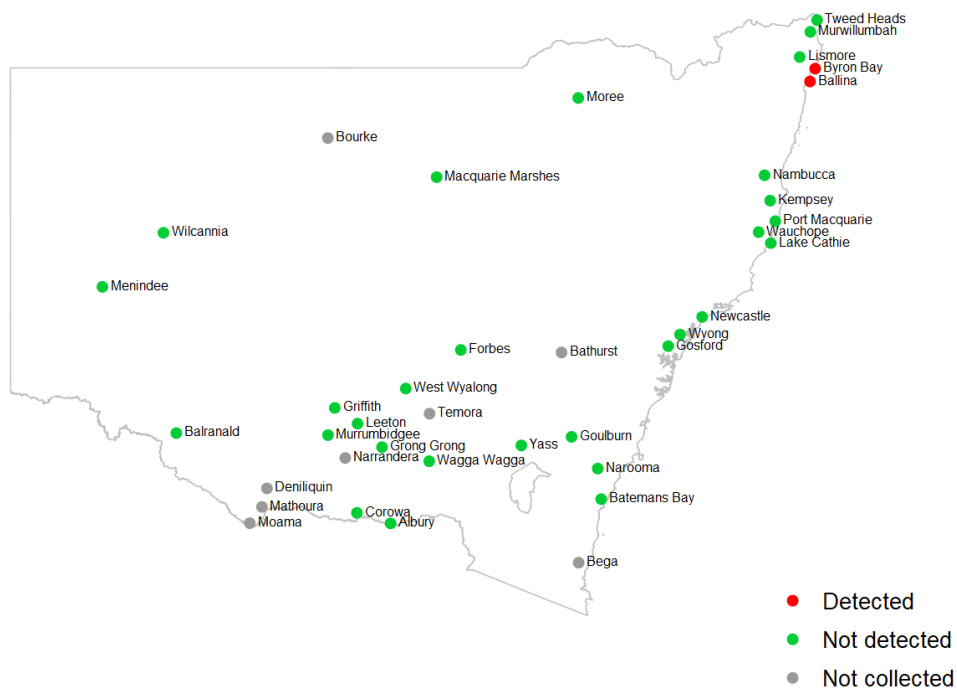 Tweed Heads
Murwillumbah
Lismore
Byron Bay
Ballina
Moree
Bourke
Macquarie Marshes
Nambucca
Kempsey
Port Macquarie
Wauchope
Lake Cathie
Wilcannia
Menindee
Newcastle
Wyong
Gosford
Forbes
Bathurst
West Wyalong
Griffith
Temora
Leeton
Balranald
Murrumbidgee
Goulburn
Grong Grong
Yass
Narrandera
Wagga Wagga
Narooma
Deniliquin
Batemans Bay
Mathoura
Corowa
Moama
Albury
Bega
Detected
Not detected
Not collected